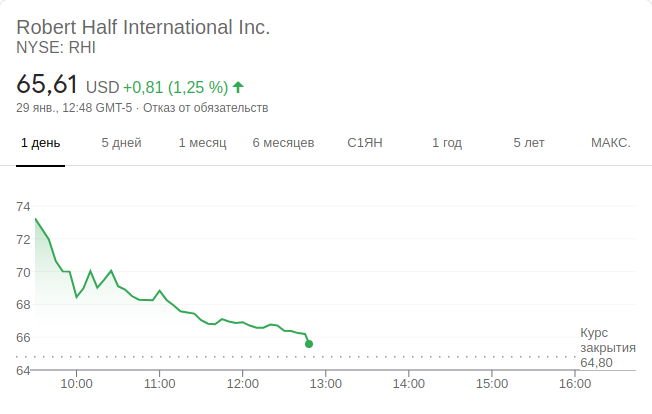 Robert Half International Inc.
NYSE: RHI
65,61 USD +0,81 (1,25 %)
29 янв., 12:48 GMT-5 · Отказ от обязательств
1 день 5 дней 1 месяц 6 месяцев С1ЯН 1 год 5 лет МАКС.
74
72
70
68
66
64
Курс
закрытия
64,80
10:00 11:00 12:00 13:00 14:00 15:00 16:00